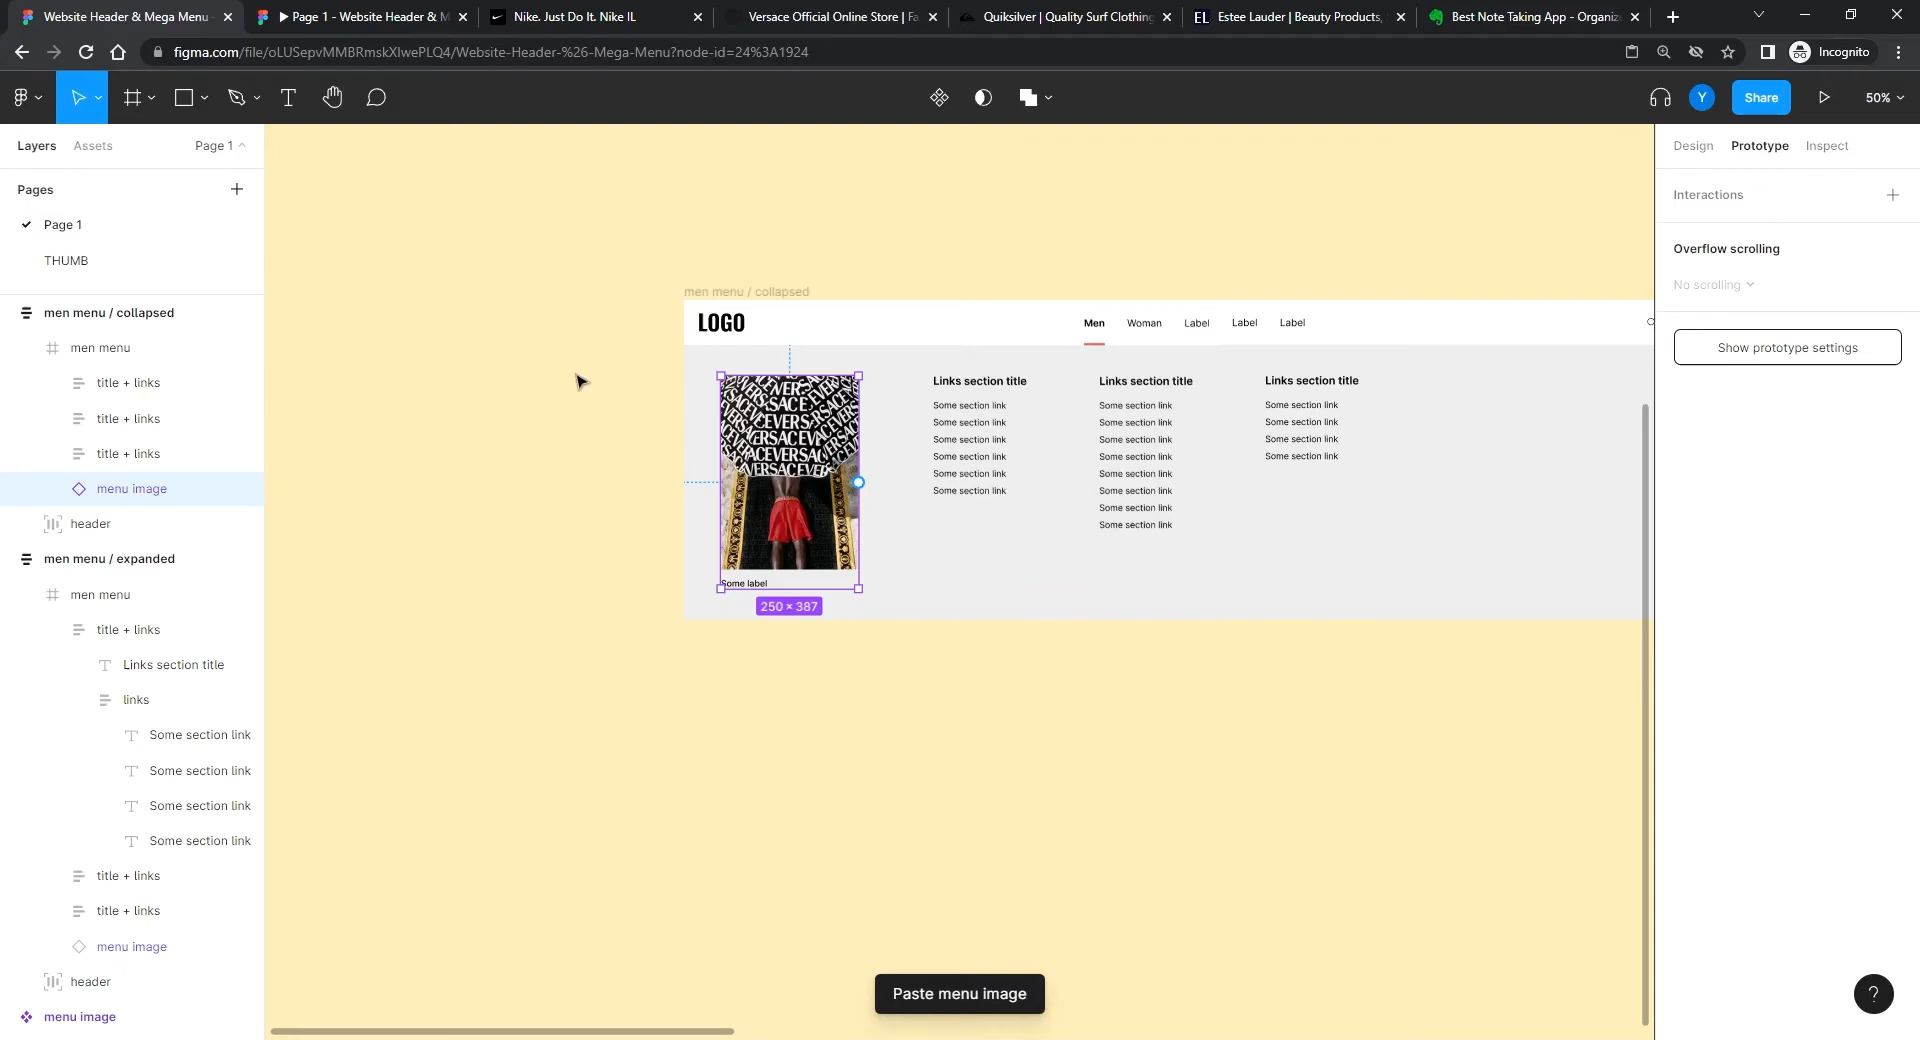 Website Header & Mega Menu -
Page 1 - Website Header & M
Nike. Just Do It. Nike IL
Versace Official Online Store | Fa
Quiksilver | Quality Surf Clothing
EL
Estee Lauder | Beauty Products,
Best Note Taking App - Organiz
figma.com/file/oLUSepvMMBRmskXlwePLQ4/Website-Header-%26-Mega-Menu?node-id=24%3A1924
Incognito
Y
Share
50%
Layers
Assets
Page 1
Design
Prototype
Inspect
Pages
Page 1
THUMB
men menu / collapsed
men menu
title + links
title + links
title + links
menu image
header
men menu / expanded
men menu
title + links
Links section title
links
Some section link
Some section link
Some section link
Some section link
title + links
title + links
menu image
header
menu image
men menu / collapsed
LOGO
Men
Woman
Label
Label
Label
Links section title
Some section link
Some section link
Some section link
Some section link
Some section link
Some section link
Links section title
Some section link
Some section link
Some section link
Some section link
Some section link
Some section link
Some section link
Some section link
Links section title
Some section link
Some section link
Some section link
Some section link
Some label
250 × 387
Paste menu image
Interactions
Overflow scrolling
No scrolling
Show prototype settings
?